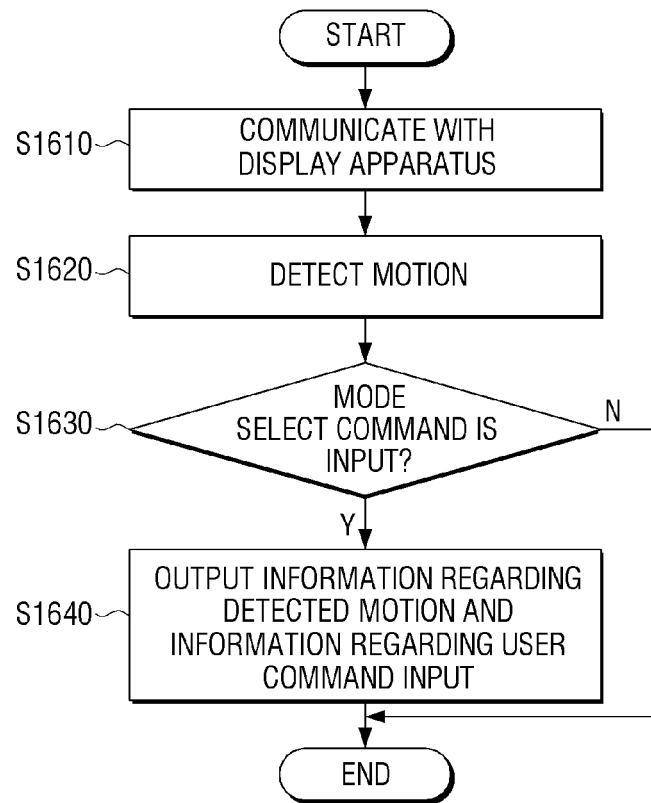 START
S1610
COMMUNICATE WITH
DISPLAY APPARATUS
S1620
DETECT MOTION
S1630
MODE
SELECT COMMAND IS
INPUT?
N
Y
S1640
OUTPUT INFORMATION REGARDING
DETECTED MOTION AND
INFORMATION REGARDING USER
COMMAND INPUT
END